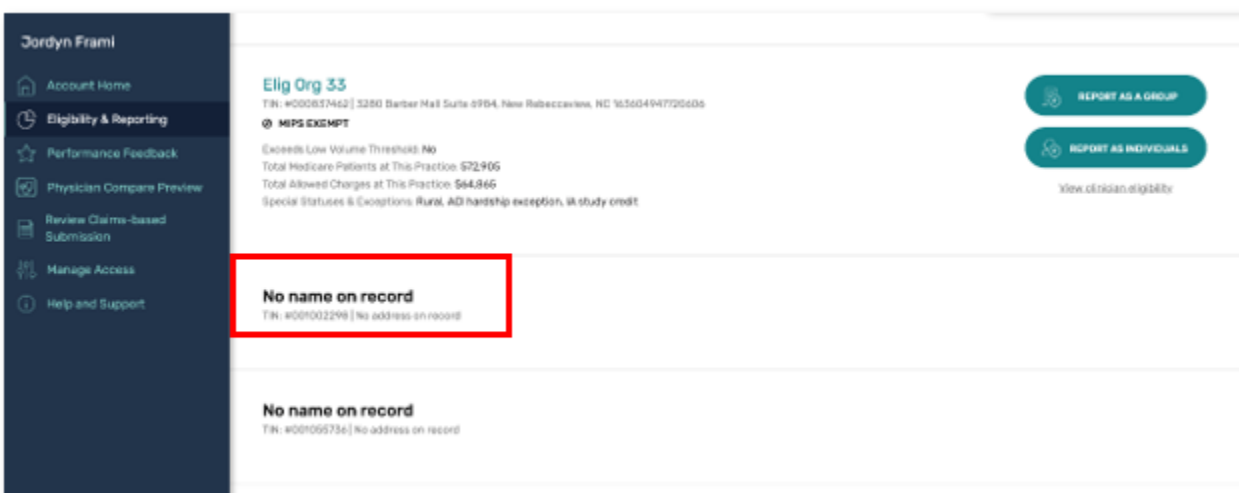 Jordyn Frami
Account Home
Eligibility & Reporting
Performance Feedback
Physician Compare Preview
Review Claims-based
Submission
Manage Access
Help and Support
Elig Org 33
TIN: #000837462 | 3280 Barber Mall Suite 6984, New Rebeccaview, NC 163604947720606
MIPS EXEMPT
Exceeds Low Volume Threshold: No
Total Medicare Patients at This Practice: 572,905
Total Allowed Charges at This Practice: $64,865
Special Statuses & Exceptions: Rural, ACI hardship exception, IA study credit
REPORT AS A GROUP
REPORT AS INDIVIDUALS
View clinician eligibility
No name on record
TIN: #001002298 | No address on record
No name on record
TIN: #001055736 | No address on record